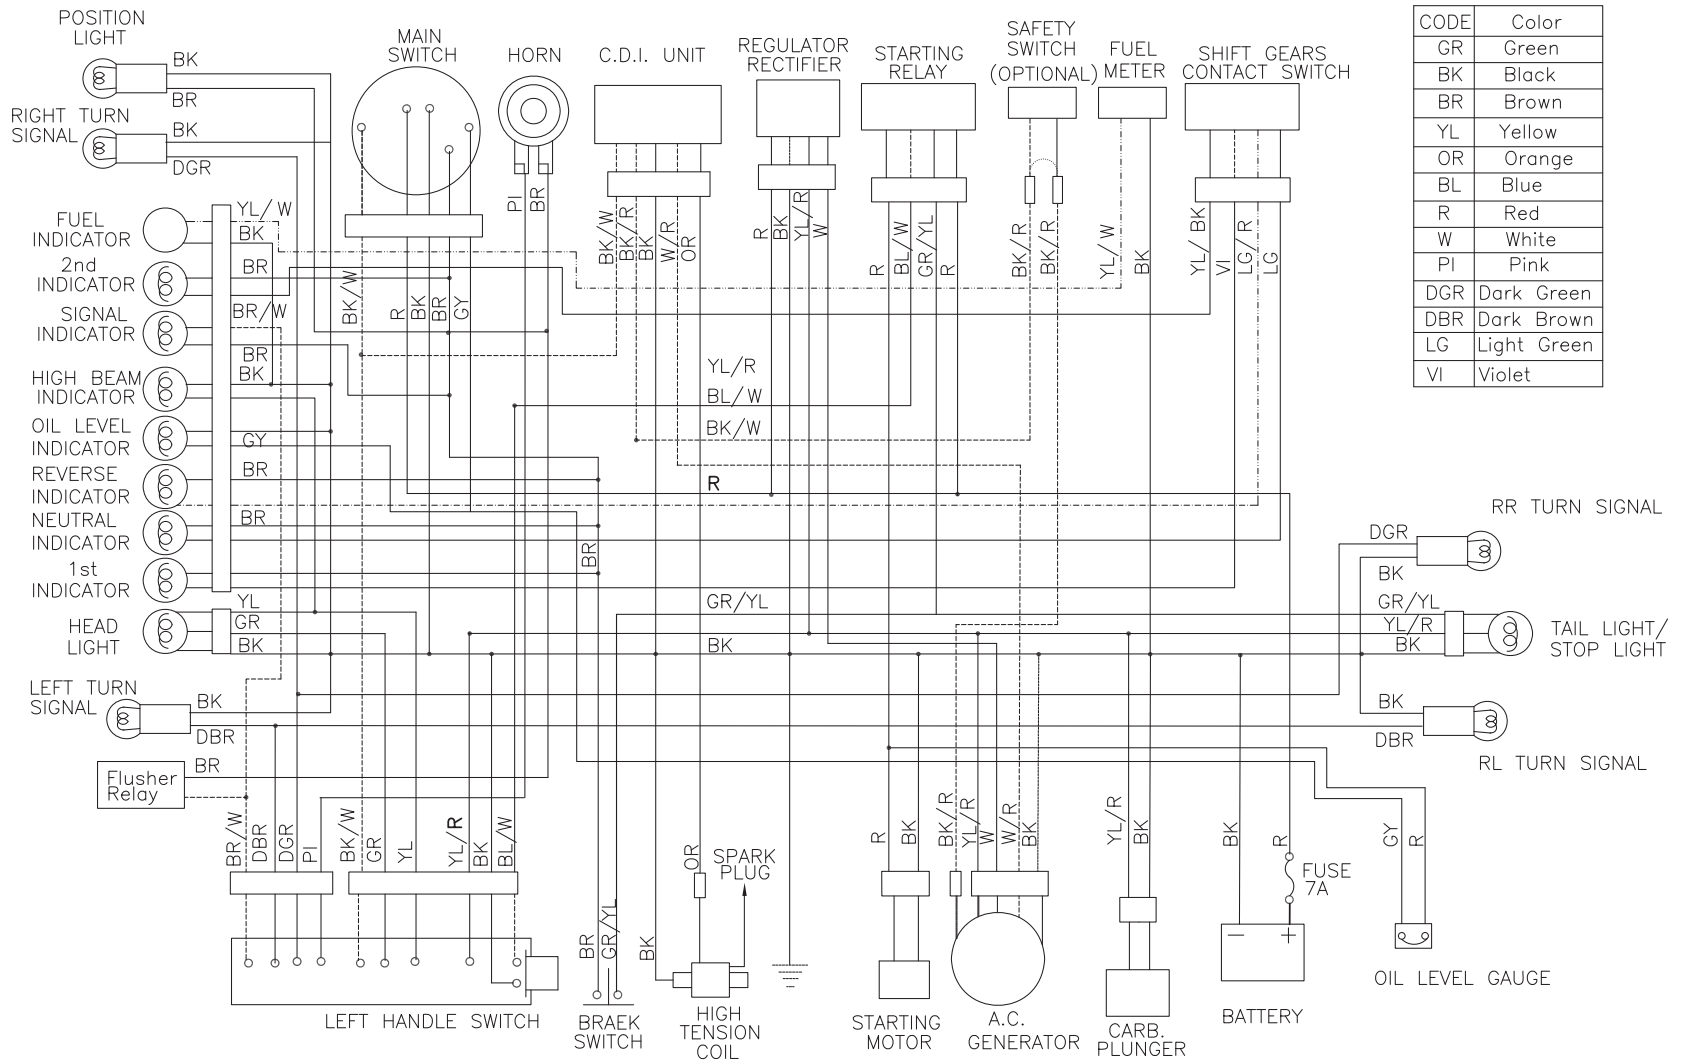 POSITION
LIGHT
BK
BR
RIGHT TURN
SIGNAL
BK
DGR
MAIN
SWITCH
HORN
C.D.I. UNIT
REGULATOR
RECTIFIER
STARTING
RELAY
SAFETY
SWITCH
(OPTIONAL)
FUEL
METER
SHIFT GEARS
CONTACT SWITCH
CODE Color
GR Green
BK Black
BR Brown
YL Yellow
OR Orange
BL Blue
R Red
W White
PI Pink
DGR Dark Green
DBR Dark Brown
LG Light Green
VI Violet
PI
BR
BK/W
BK/R
BK
W/R
OR
R
BK
YL/R
W
R
BL/W
GR/YL
R
BK/R
BK/R
YL/W
BK
YL/BK
VI
LG/R
LG
FUEL
INDICATOR
YL/W
BK
2nd
INDICATOR
BR
SIGNAL
INDICATOR
BR/W
BR
HIGH BEAM
INDICATOR
BK
OIL LEVEL
INDICATOR
GY
REVERSE
INDICATOR
BR
NEUTRAL
INDICATOR
BR
1st
INDICATOR
HEAD
LIGHT
YL
GR
BK
BK/W
R
BK
BR
GY
YL/R
BL/W
BK/W
R
BR
GR/YL
BK
RR TURN SIGNAL
DGR
BK
GR/YL
YL/R
BK
TAIL LIGHT/
STOP LIGHT
BK
DBR
RL TURN SIGNAL
LEFT TURN
SIGNAL
BK
DBR
Flusher
Relay
BR
BR/W
DBR
DGR
PI
BK/W
GR
YL
YL/R
BK
BL/W
LEFT HANDLE SWITCH
BR
GR/YL
BRAEK
SWITCH
BK
OR
SPARK
PLUG
HIGH
TENSION
COIL
R
BK
STARTING
MOTOR
BK/R
YL/R
W
W/R
BK
A.C.
GENERATOR
YL/R
BK
CARB.
PLUNGER
BK
R
FUSE
7A
− +
BATTERY
GY
R
OIL LEVEL GAUGE